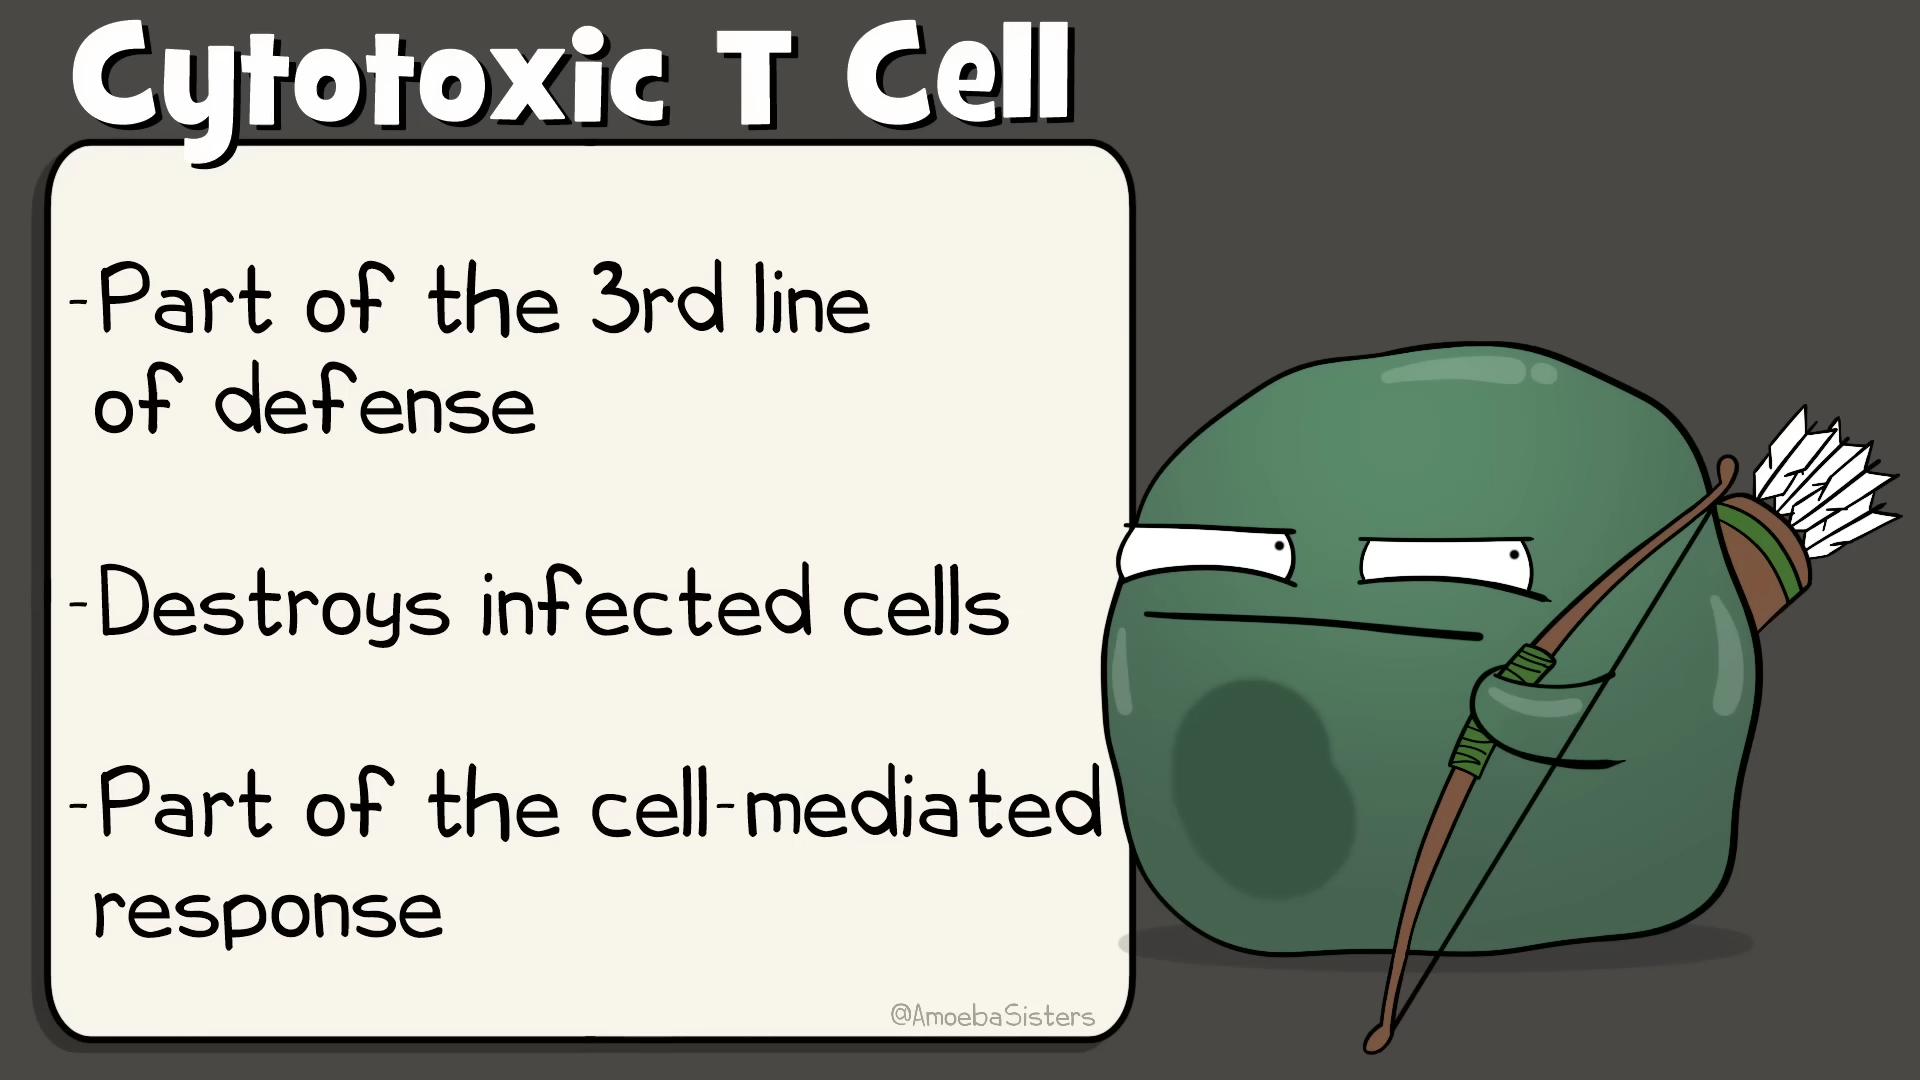 Cytotoxic T Cell
-Part of the 3rd line
of defense
-Destroys infected cells
-Part of the cell-mediated
response
@AmoebaSisters